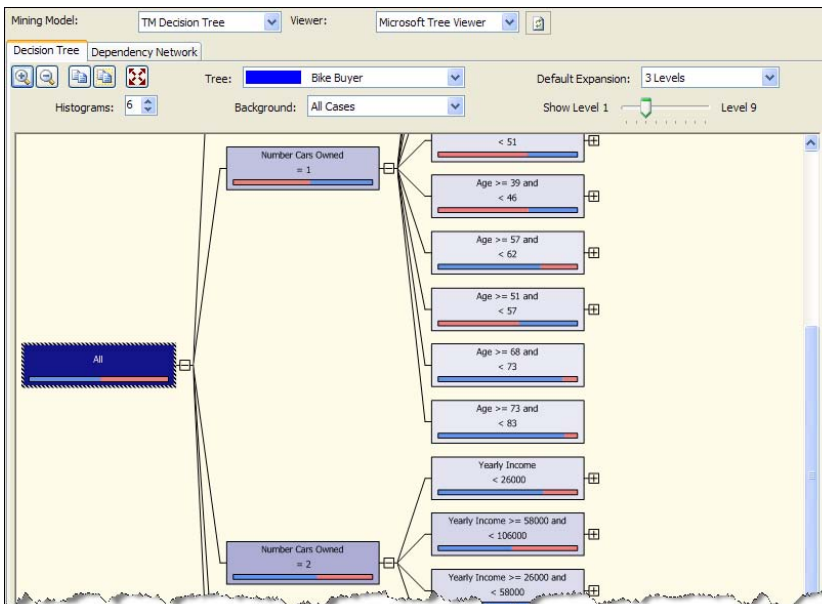 Mining Model: TM Decision Tree Viewer: Microsoft Tree Viewer
Decision Tree Dependency Network
Tree: Bike Buyer Default Expansion: 3 Levels
Histograms: 6 Background: All Cases Show Level 1 Level 9
< 51
Number Cars Owned
= 1
Age >= 39 and
< 46
Age >= 57 and
< 62
Age >= 51 and
< 57
All
Age >= 68 and
< 73
Age >= 73 and
< 83
Yearly Income
< 26000
Yearly Income >= 58000 and
< 106000
Number Cars Owned
= 2
Yearly Income >= 26000 and
< 58000